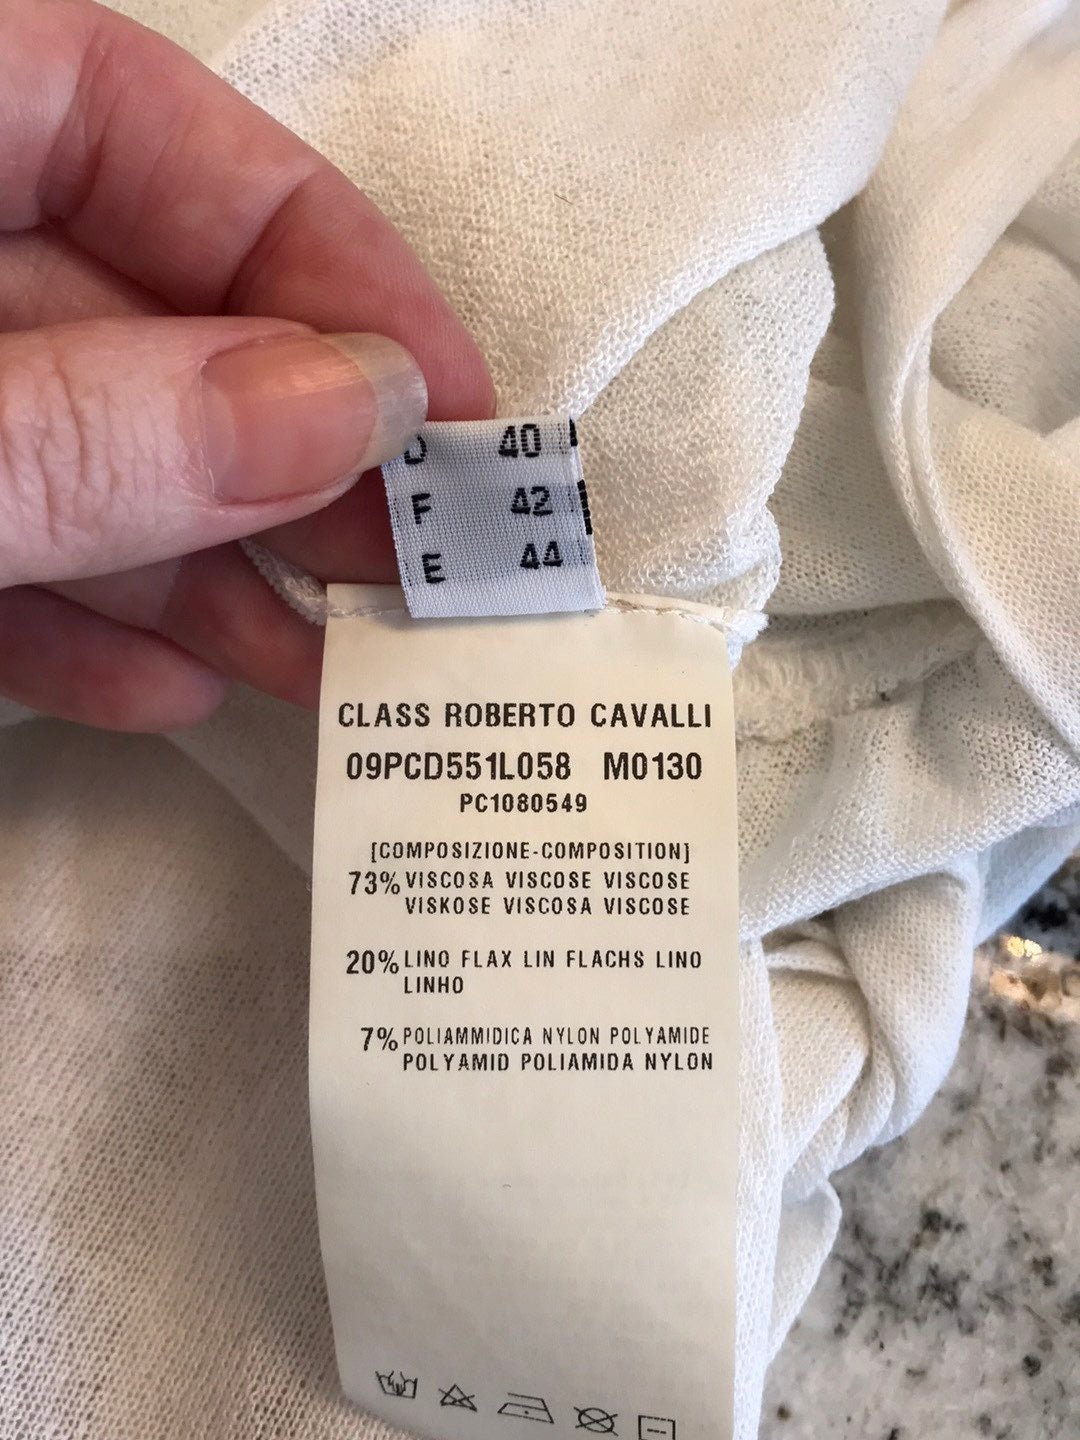 D 40
F 42
E 44
CLASS ROBERTO CAVALLI
09PCD551L058 M0130
PC1080549
[COMPOSIZIONE-COMPOSITION]
73% VISCOSA VISCOSE VISCOSE
VISKOSE VISCOSA VISCOSE
20% LINO FLAX LIN FLACHS LINO
LINHO
7% POLIAMMIDICA NYLON POLYAMIDE
POLYAMID POLIAMIDA NYLON